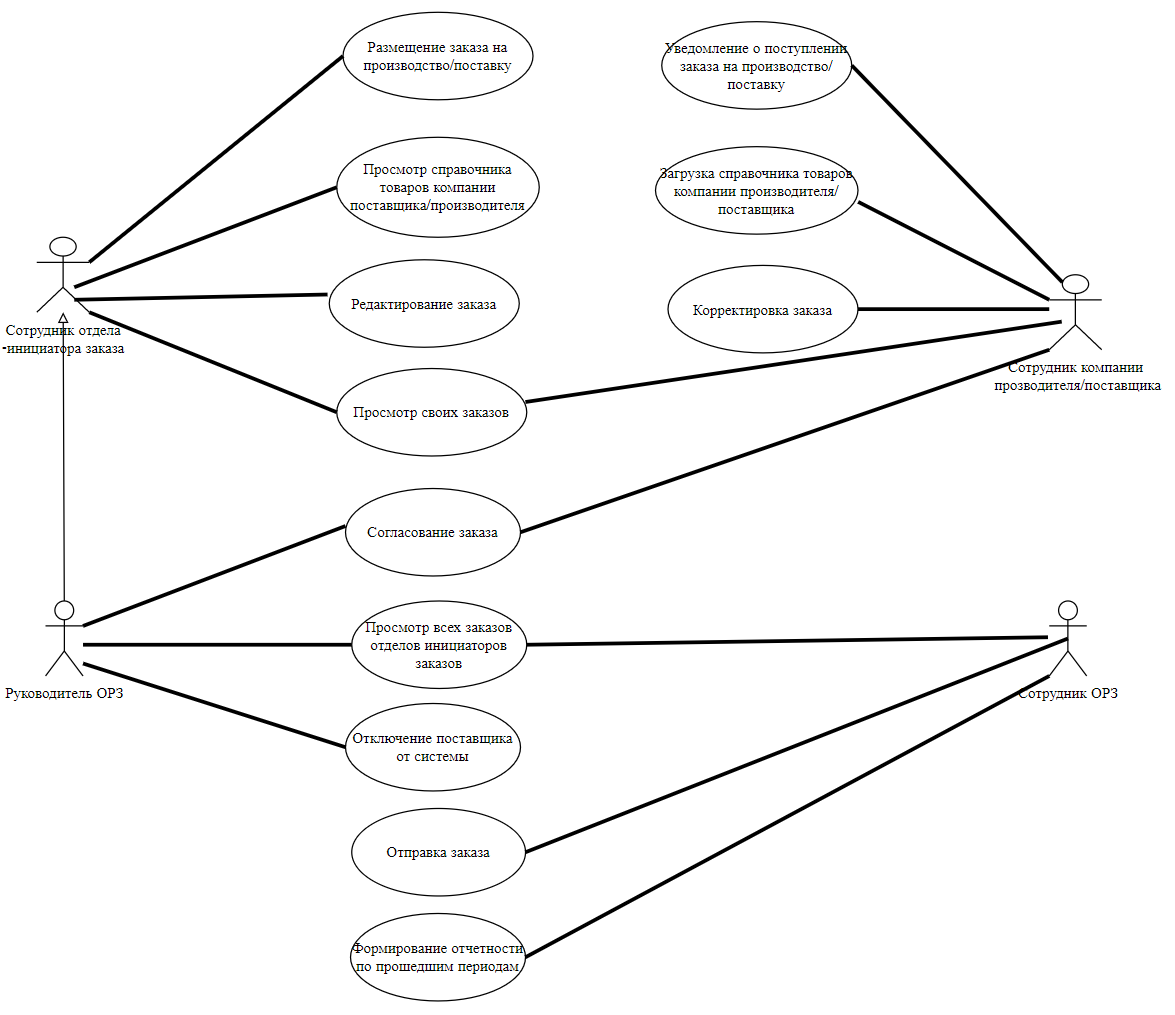 Размещение заказа на
производство/поставку
Уведомление о поступлении
заказа на производство/
поставку
Просмотр справочника
товаров компании
поставщика/производителя
Загрузка справочника товаров
компании производителя/
поставщика
Редактирование заказа
Корректировка заказа
Сотрудник отдела
-инициатора заказа
Сотрудник компании
прозводителя/поставщика
Просмотр своих заказов
Согласование заказа
Просмотр всех заказов
отделов инициаторов
заказов
Руководитель ОРЗ
Сотрудник ОРЗ
Отключение поставщика
от системы
Отправка заказа
Формирование отчетности
по прошедшим периодам